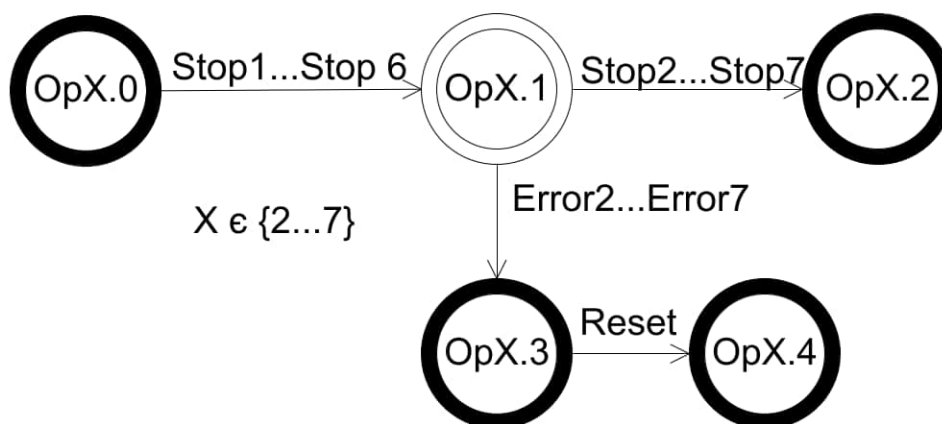 OpX.0
Stop1...Stop 6
OpX.1
Stop2...Stop7
OpX.2
X є {2...7}
Error2...Error7
OpX.3
Reset
OpX.4